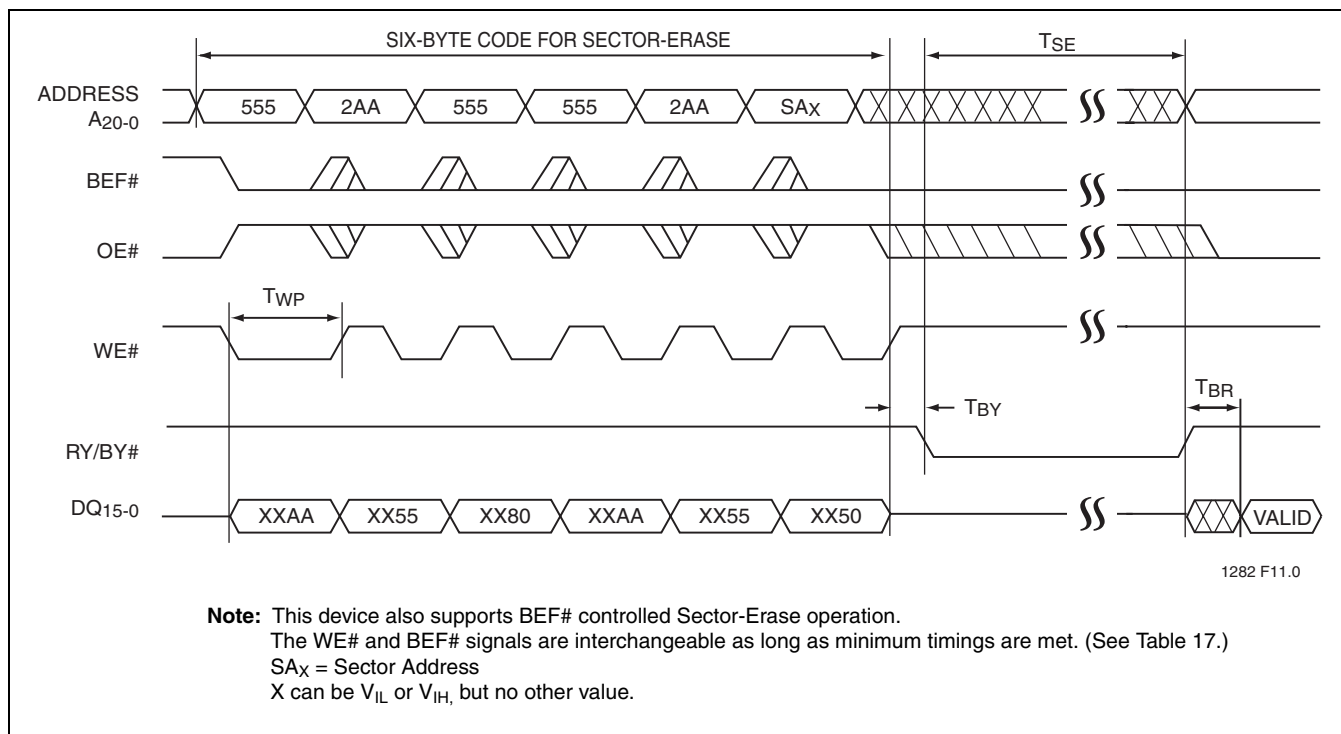 SIX-BYTE CODE FOR SECTOR-ERASE
TSE
ADDRESS
A20-0
555 2AA 555 555 2AA SAX
BEF#
OE#
TWP
WE#
TBY
TBR
RY/BY#
DQ15-0
XXAA XX55 XX80 XXAA XX55 XX50 VALID
1282 F11.0
Note: This device also supports BEF# controlled Sector-Erase operation.
The WE# and BEF# signals are interchangeable as long as minimum timings are met. (See Table 17.)
SAX = Sector Address
X can be VIL or VIH, but no other value.